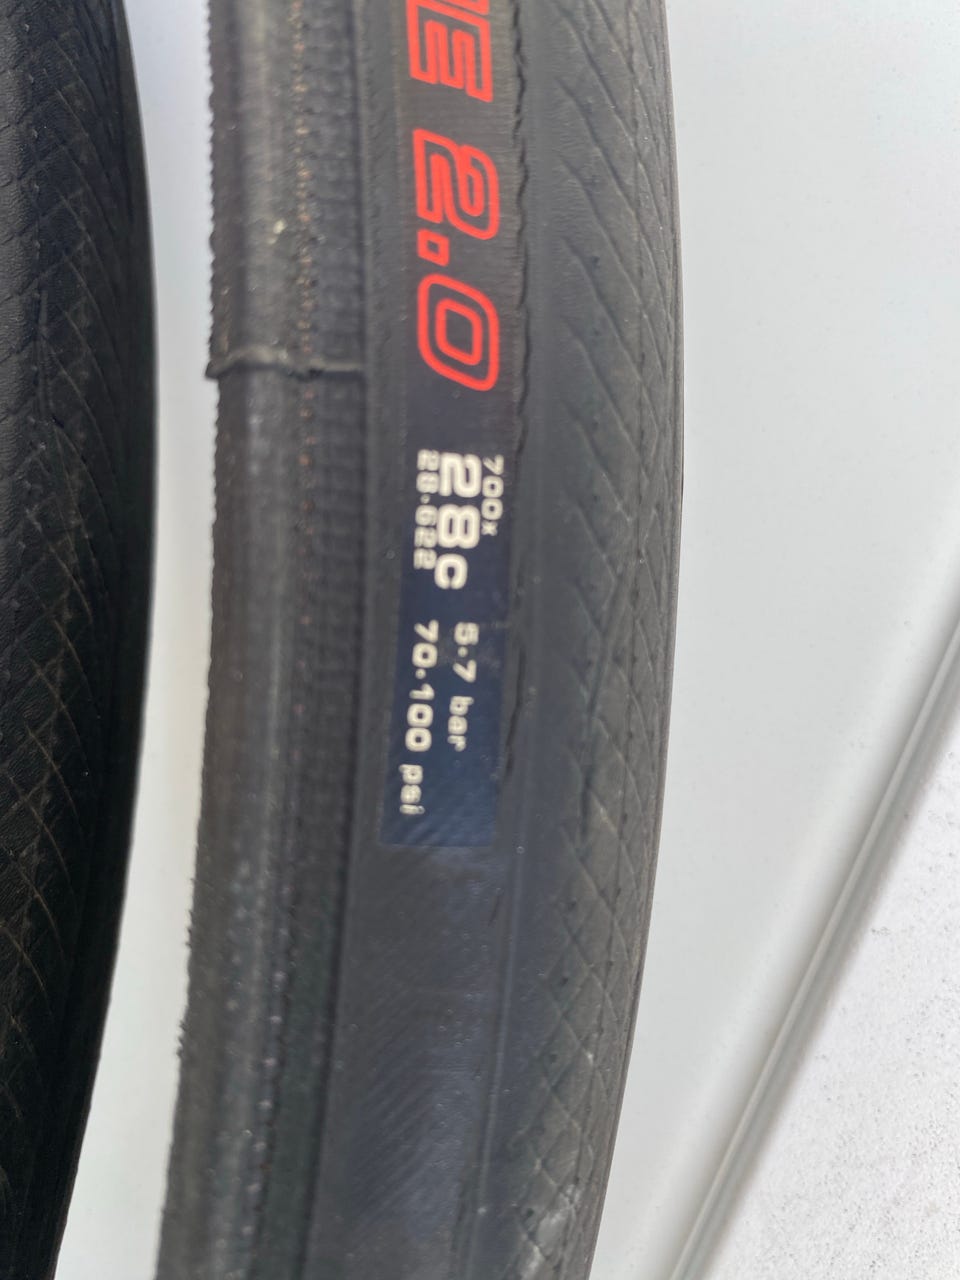 E 2.0
700x
28c
28-622
5-7 bar
70-100 psi